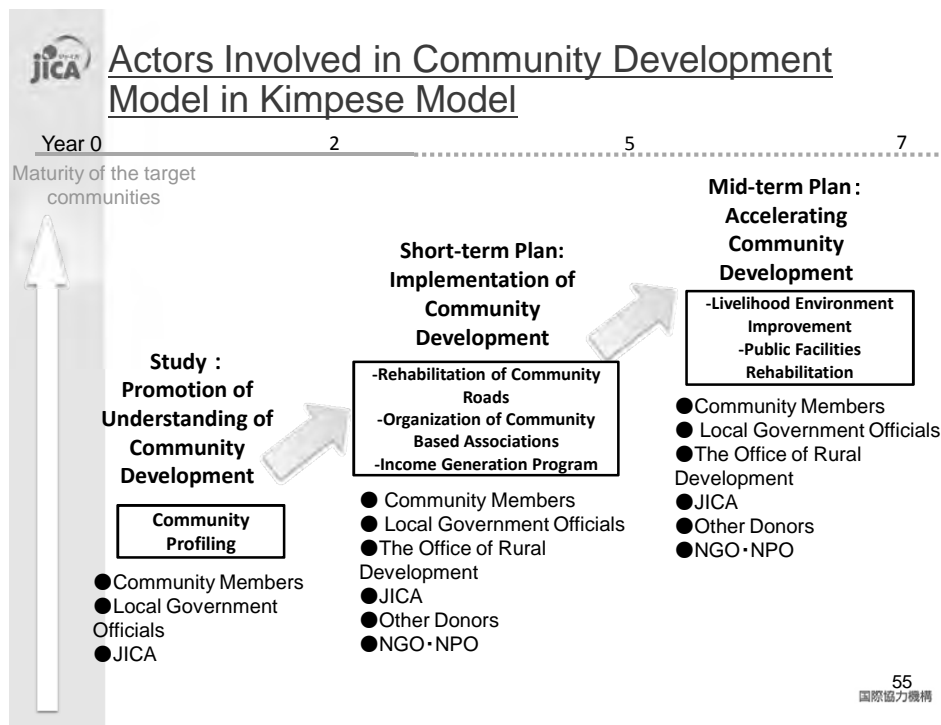 jica
Actors Involved in Community Development
Model in Kimpese Model
Year 0 2 5 7
Maturity of the target
communities
Study :
Promotion of
Understanding of
Community
Development
Community
Profiling
●Community Members
●Local Government
Officials
●JICA
Short-term Plan:
Implementation of
Community
Development
-Rehabilitation of Community
Roads
-Organization of Community
Based Associations
-Income Generation Program
● Community Members
● Local Government Officials
●The Office of Rural
Development
●JICA
●Other Donors
●NGO・NPO
Mid-term Plan:
Accelerating
Community
Development
-Livelihood Environment
Improvement
-Public Facilities
Rehabilitation
●Community Members
● Local Government Officials
●The Office of Rural
Development
●JICA
●Other Donors
●NGO・NPO
55
国際協力機構